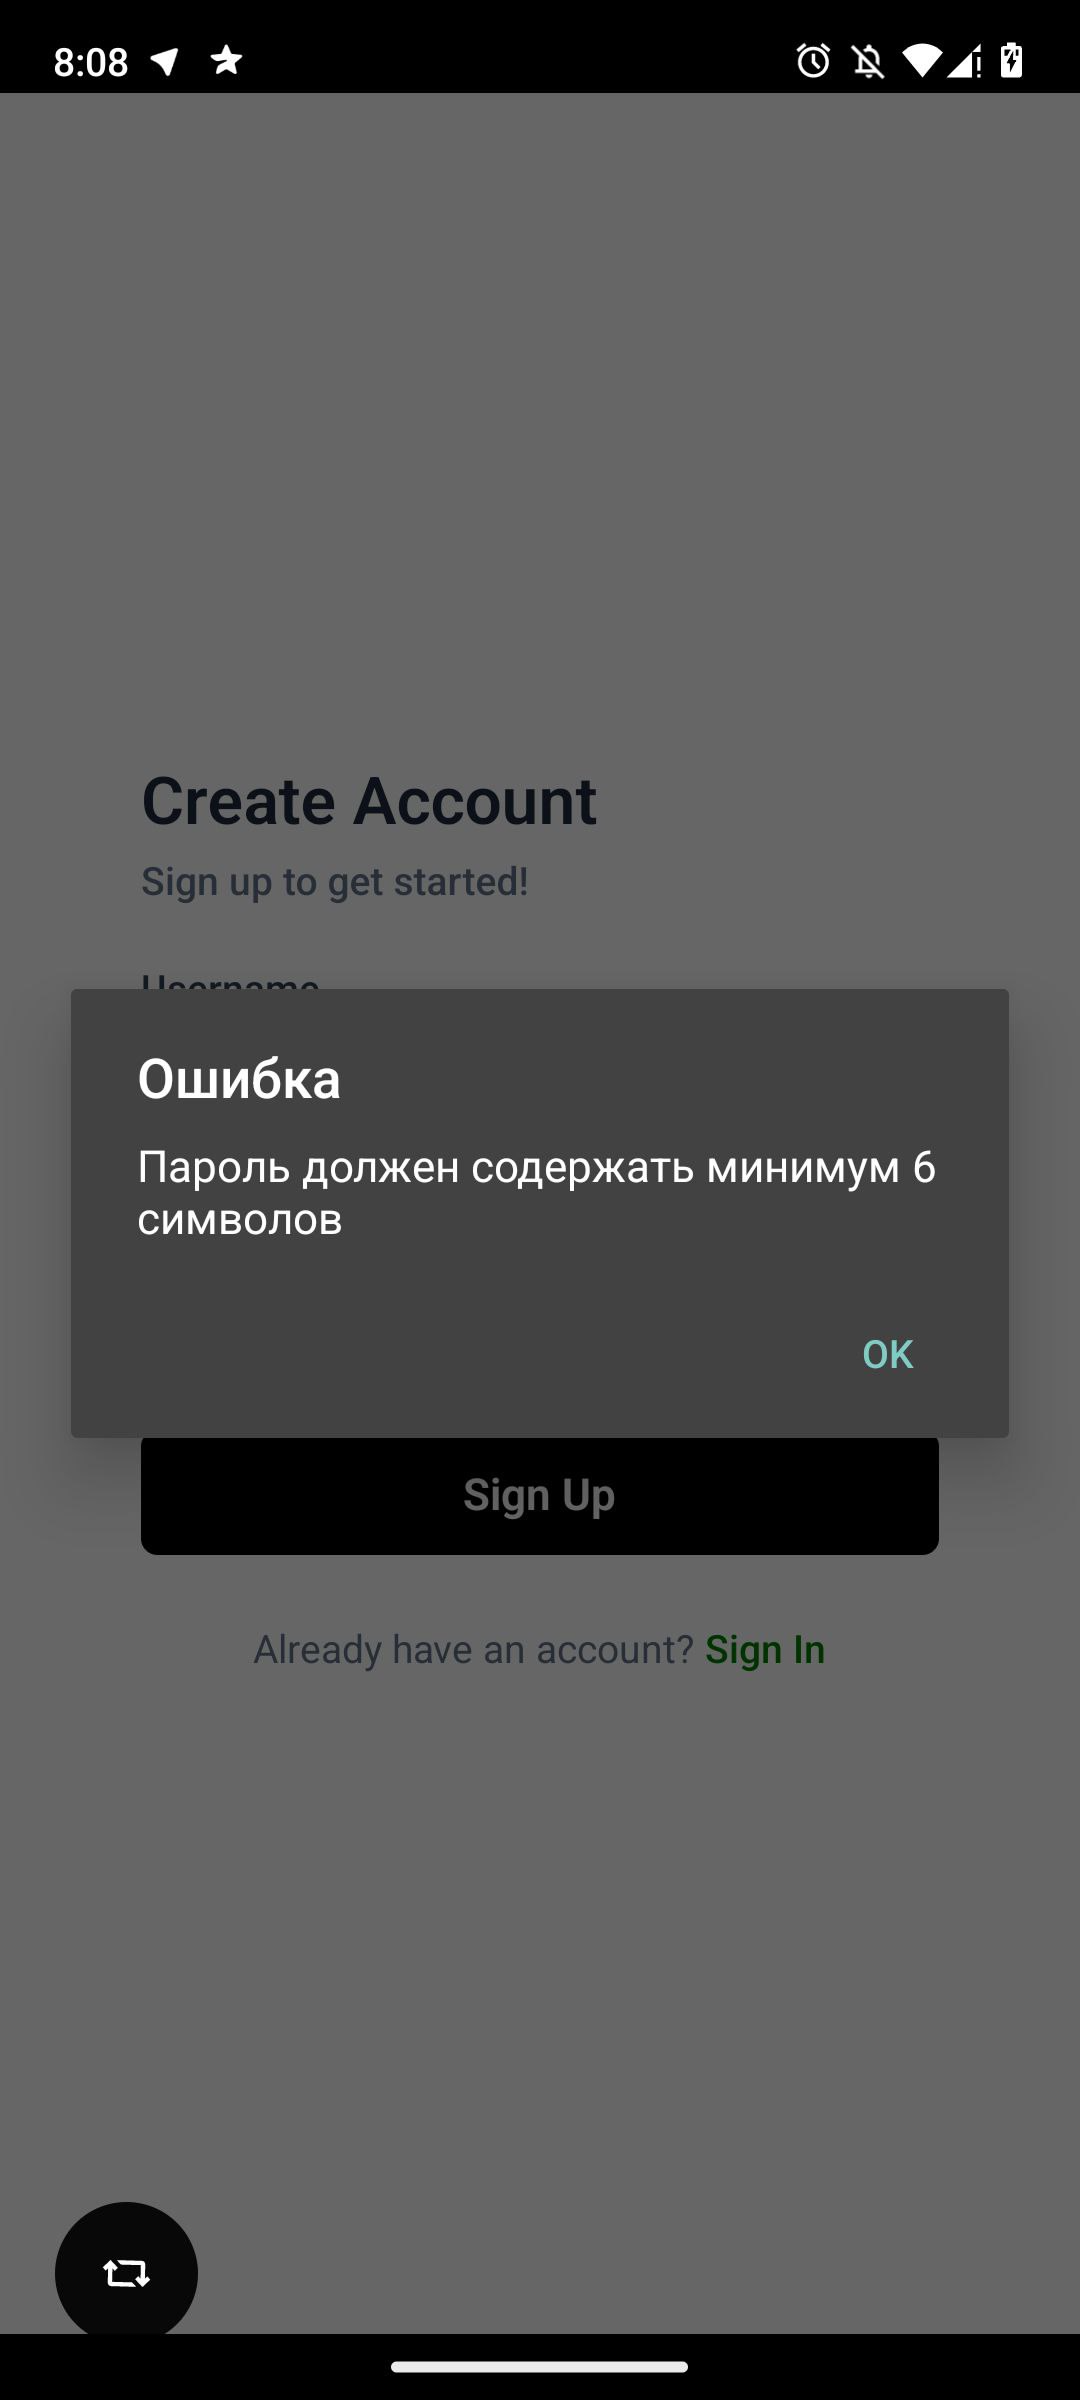 8:08
Create Account
Sign up to get started!
Username
Ошибка
Пароль должен содержать минимум 6
символов
OK
Sign Up
Already have an account? Sign In